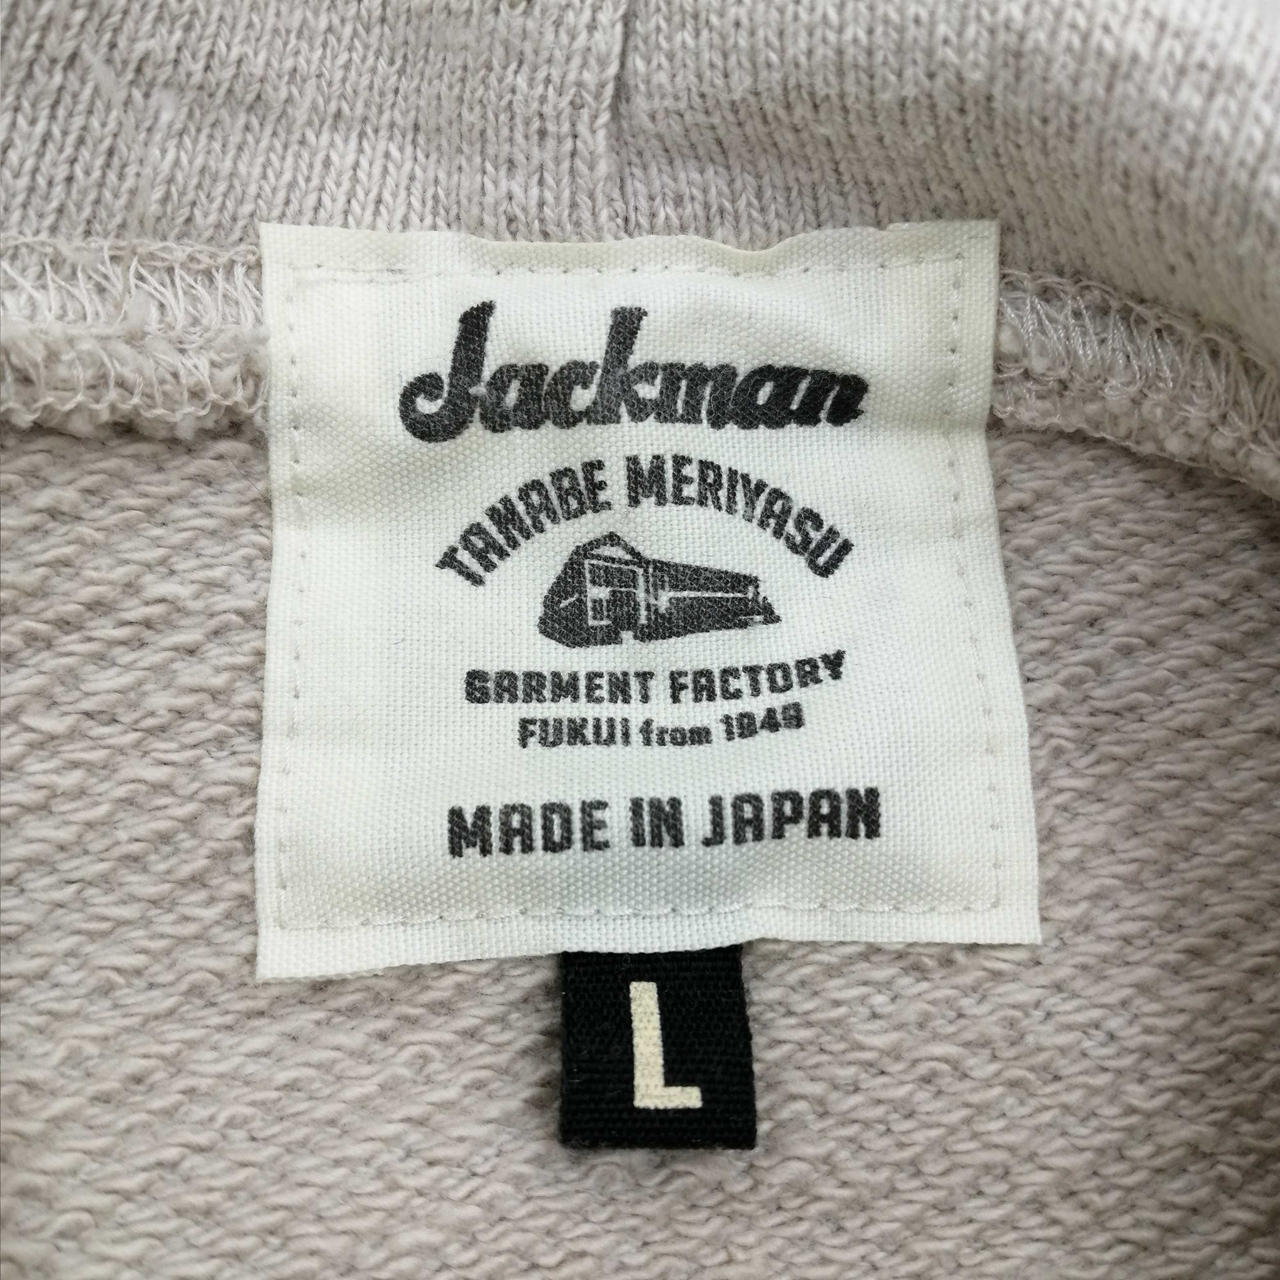 Jackman
TANABE MERIYASU
GARMENT FACTORY
FUKUi from 1949
MADE IN JAPAN
L